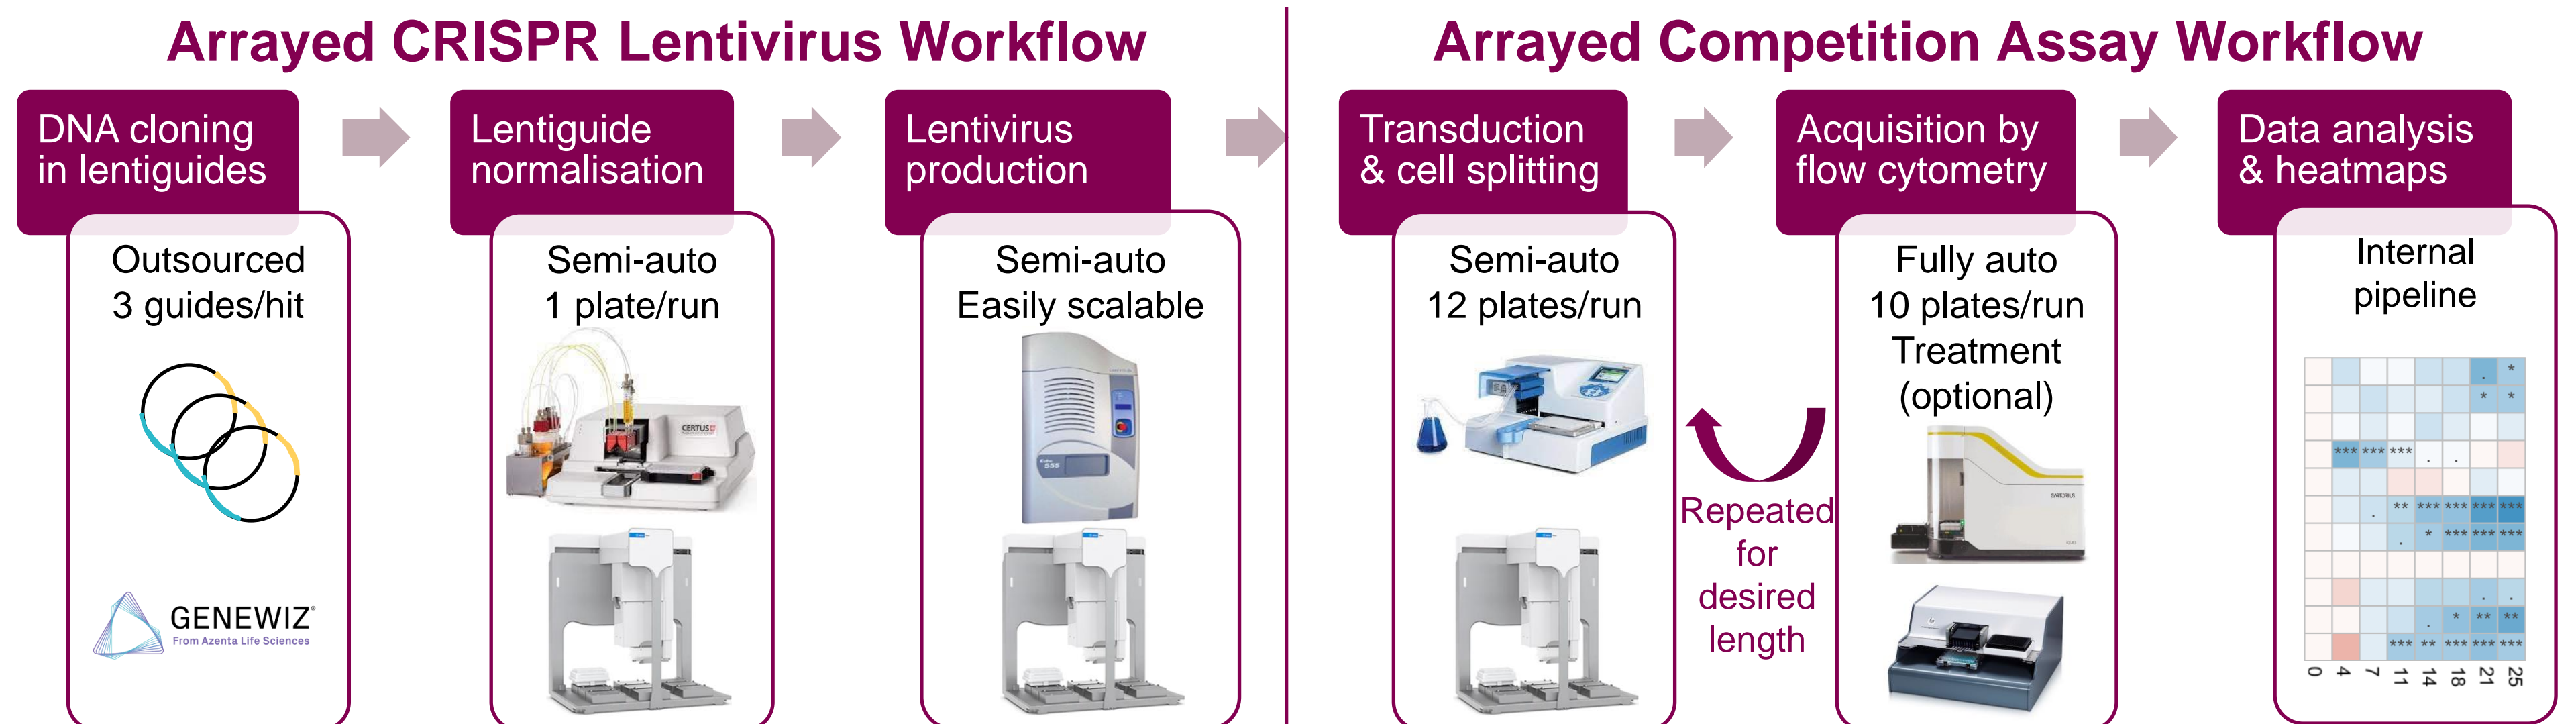 Arrayed CRISPR Lentivirus Workflow
Arrayed Competition Assay Workflow
DNA cloning
in lentiguides
Outsourced
3 guides/hit
GENEWIZ®
From Azenta Life Sciences
Lentiguide
normalisation
Semi-auto
1 plate/run
CERTUS
Lentivirus
production
Semi-auto
Easily scalable
Echo
555
Transduction
& cell splitting
Semi-auto
12 plates/run
Repeated
for
desired
length
Acquisition by
flow cytometry
Fully auto
10 plates/run
Treatment
(optional)
Data analysis
& heatmaps
Internal
pipeline
. *
* *
*** *** *** . .
. ** *** *** *** ***
. * *** *** ***
. .
. * ** **
*** ** *** *** ***
0 4 7 11 14 18 21 25